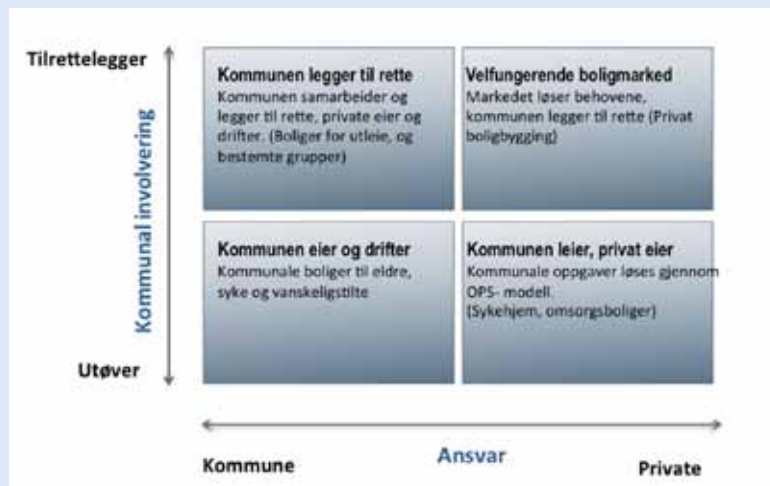 Tilrettelegger
Kommunal involvering
Utøver
Kommunen legger til rette
Kommunen samarbeider og
legger til rette, private eier og
drifter. (Boliger for utleie, og
bestemte grupper)
Velfungerende boligmarked
Markedet løser behovene,
kommunen legger til rette (Privat
boligbygging)
Kommunen eier og drifter
Kommunale boliger til eldre,
syke og vanskeligstilte
Kommunen leier, privat eier
Kommunale oppgaver løses gjennom
OPS- modell.
(Sykehjem, omsorgsboliger)
Kommune
Ansvar
Private